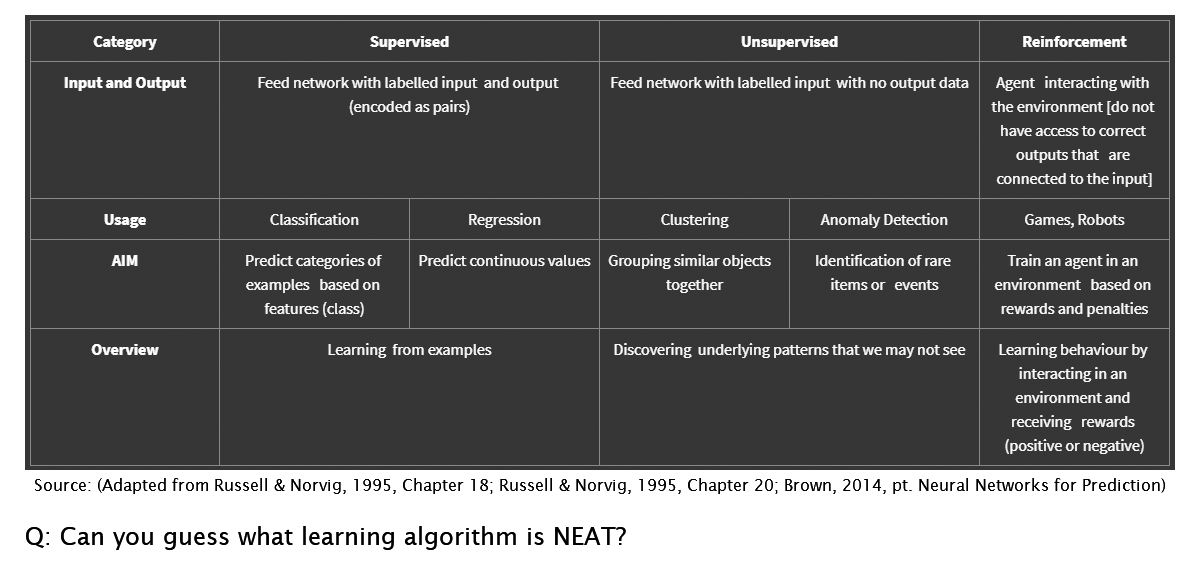 Category Supervised Unsupervised Reinforcement
Input and Output
Feed network with labelled input and output
(encoded as pairs)
Feed network with labelled input with no output data
Agent interacting with
the environment [do not
have access to correct
outputs that are
connected to the input]
Usage Classification Regression Clustering Anomaly Detection Games, Robots
AIM
Predict categories of
examples based on
features (class)
Predict continuous values
Grouping similar objects
together
Identification of rare
items or events
Train an agent in an
environment based on
rewards and penalties
Overview
Learning from examples
Discovering underlying patterns that we may not see
Learning behaviour by
interacting in an
environment and
receiving rewards
(positive or negative)
Source: (Adapted from Russell & Norvig, 1995, Chapter 18; Russell & Norvig, 1995, Chapter 20; Brown, 2014, pt. Neural Networks for Prediction)
Q: Can you guess what learning algorithm is NEAT?